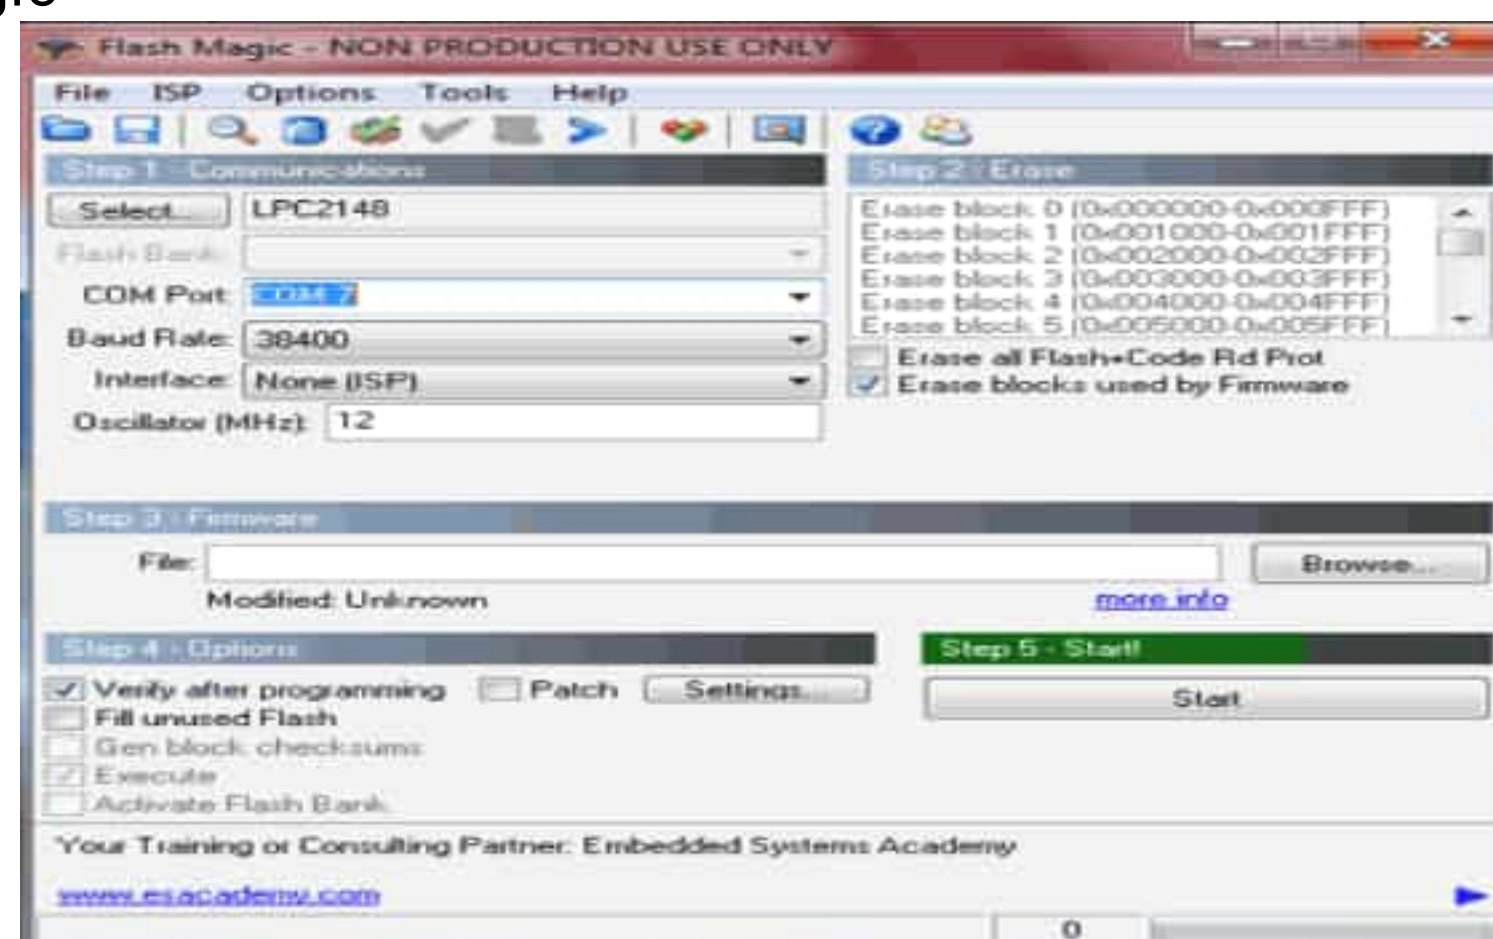 Flash Magic - NON PRODUCTION USE ONLY
File ISP Options Tools Help
Step 1 - Communications
Select... LPC2148
Flash Bank:
COM Port: COM 7
Baud Rate: 38400
Interface: None (ISP)
Oscillator (MHz): 12
Step 2 - Erase
Erase block 0 (0x000000-0x000FFF)
Erase block 1 (0x001000-0x001FFF)
Erase block 2 (0x002000-0x002FFF)
Erase block 3 (0x003000-0x003FFF)
Erase block 4 (0x004000-0x004FFF)
Erase block 5 (0x005000-0x005FFF)
Erase all Flash+Code Rd Prot
Erase blocks used by Firmware
Step 3 - Firmware
File: Browse...
Modified: Unknown more info
Step 4 - Options
Verify after programming Patch Settings...
Fill unused Flash
Gen block checksums
Execute
Activate Flash Bank
Step 5 - Start!
Start
Your Training or Consulting Partner: Embedded Systems Academy
www.esacademy.com
0